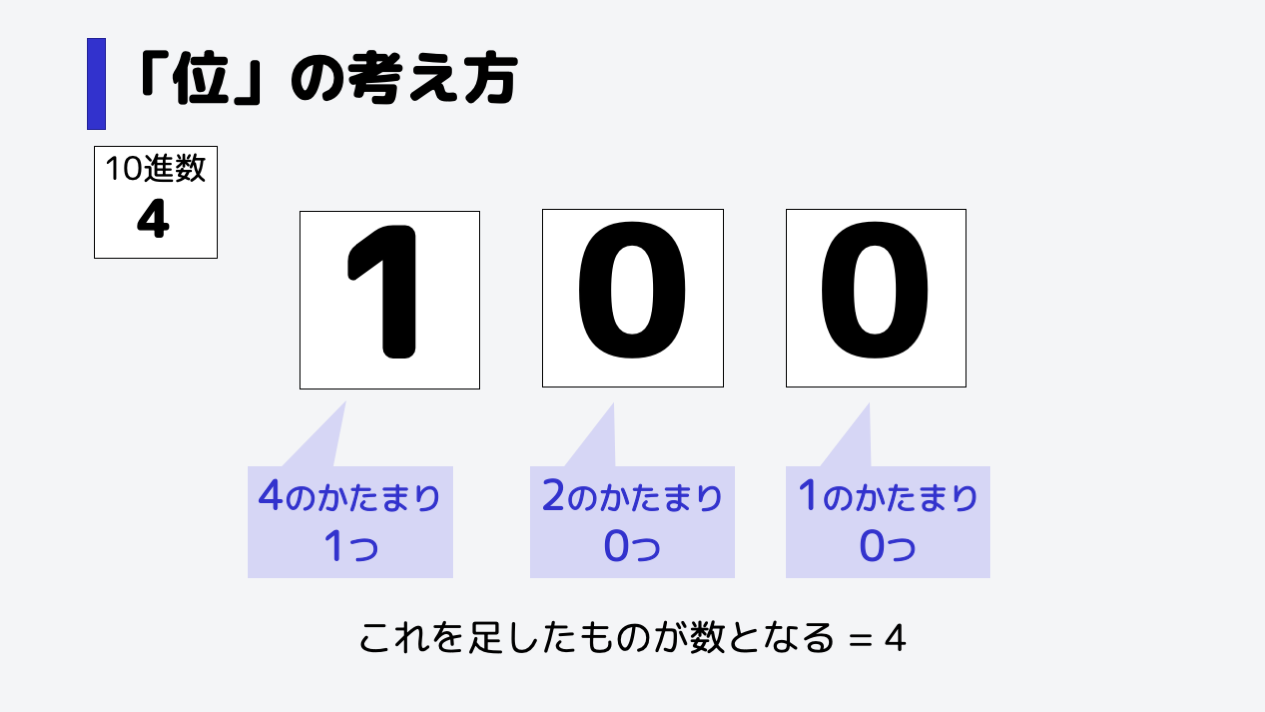 「位」の考え方
10進数
4
1 0 0
4のかたまり
1つ
2のかたまり
0つ
1のかたまり
0つ
これを足したものが数となる = 4